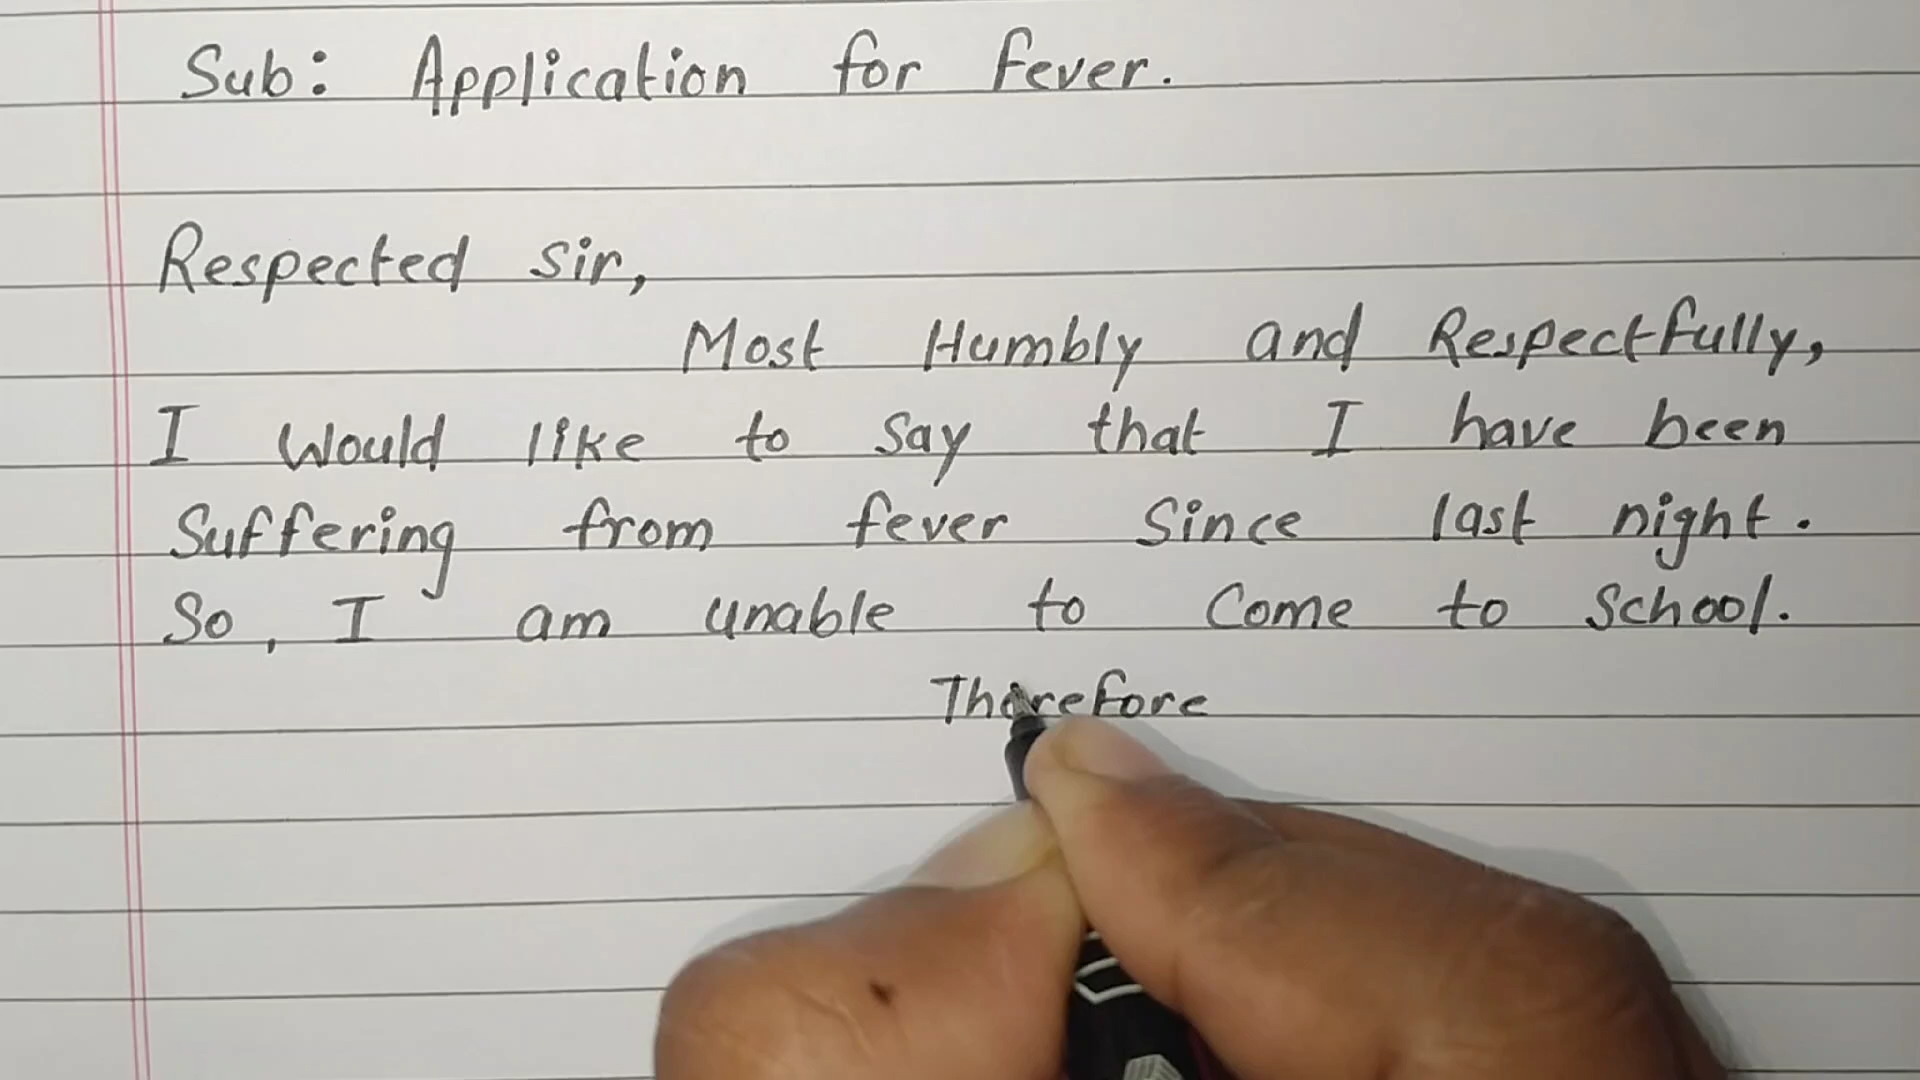 Sub: Application for fever.
Respected Sir,
Most Humbly and Respectfully,
I would like to say that I have been
Suffering from fever Since last night.
So, I am unable to Come to School.
Therefore